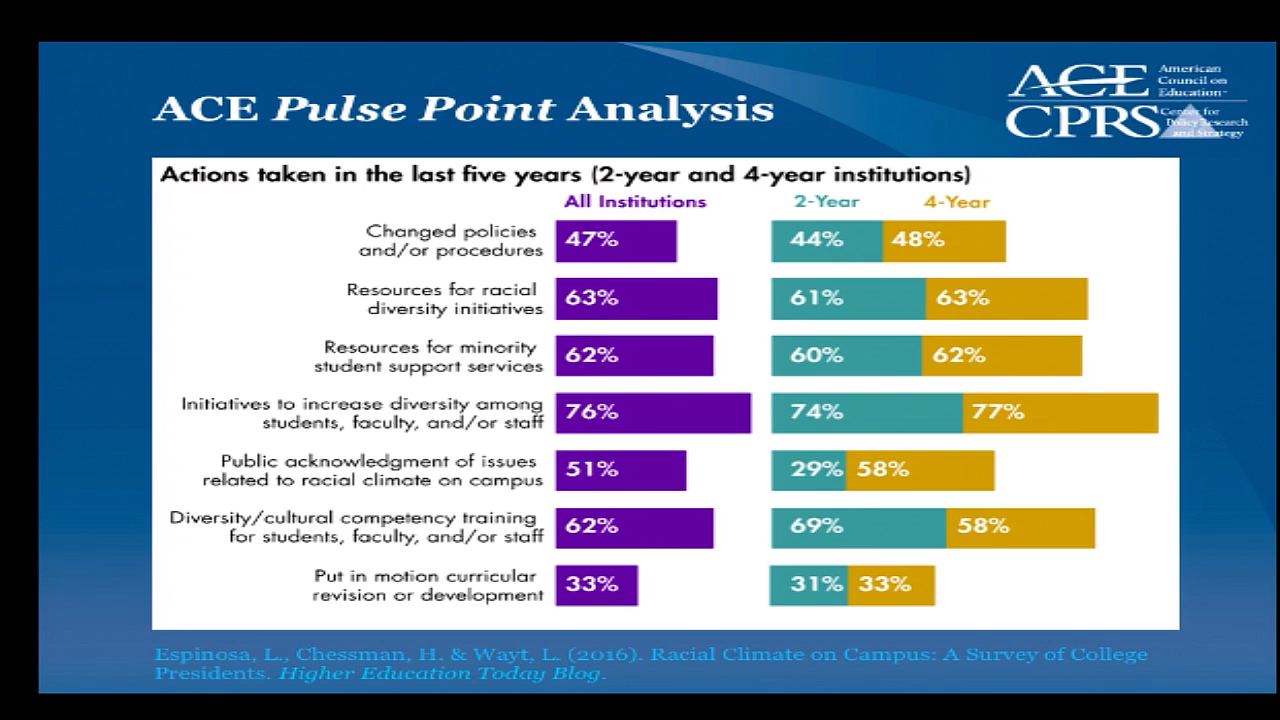 ACE Pulse Point Analysis
ACE American
Council on
Education
CPRS Center for
Policy Research
and Strategy
Actions taken in the last five years (2-year and 4-year institutions)
All Institutions 2-Year 4-Year
Changed policies
and/or procedures
47% 44% 48%
Resources for racial
diversity initiatives
63% 61% 63%
Resources for minority
student support services
62% 60% 62%
Initiatives to increase diversity among
students, faculty, and/or staff
76% 74% 77%
Public acknowledgment of issues
related to racial climate on campus
51% 29% 58%
Diversity/cultural competency training
for students, faculty, and/or staff
62% 69% 58%
Put in motion curricular
revision or development
33% 31% 33%
Espinosa, L., Chessman, H. & Wayt, L. (2016). Racial Climate on Campus: A Survey of College
Presidents. Higher Education Today Blog.